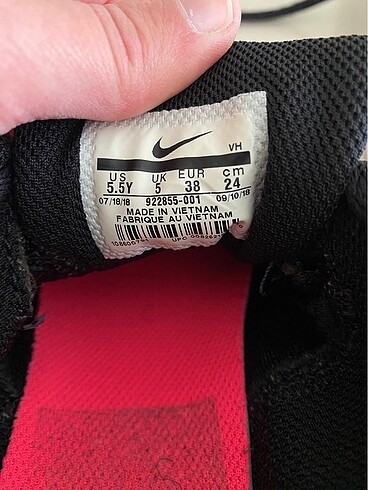 VH
US UK EUR cm
5.5Y 5 38 24
07/18/18 922855-001 09/10/18
MADE IN VIETNAM
FABRIQUE AU VIETNAM
UPC